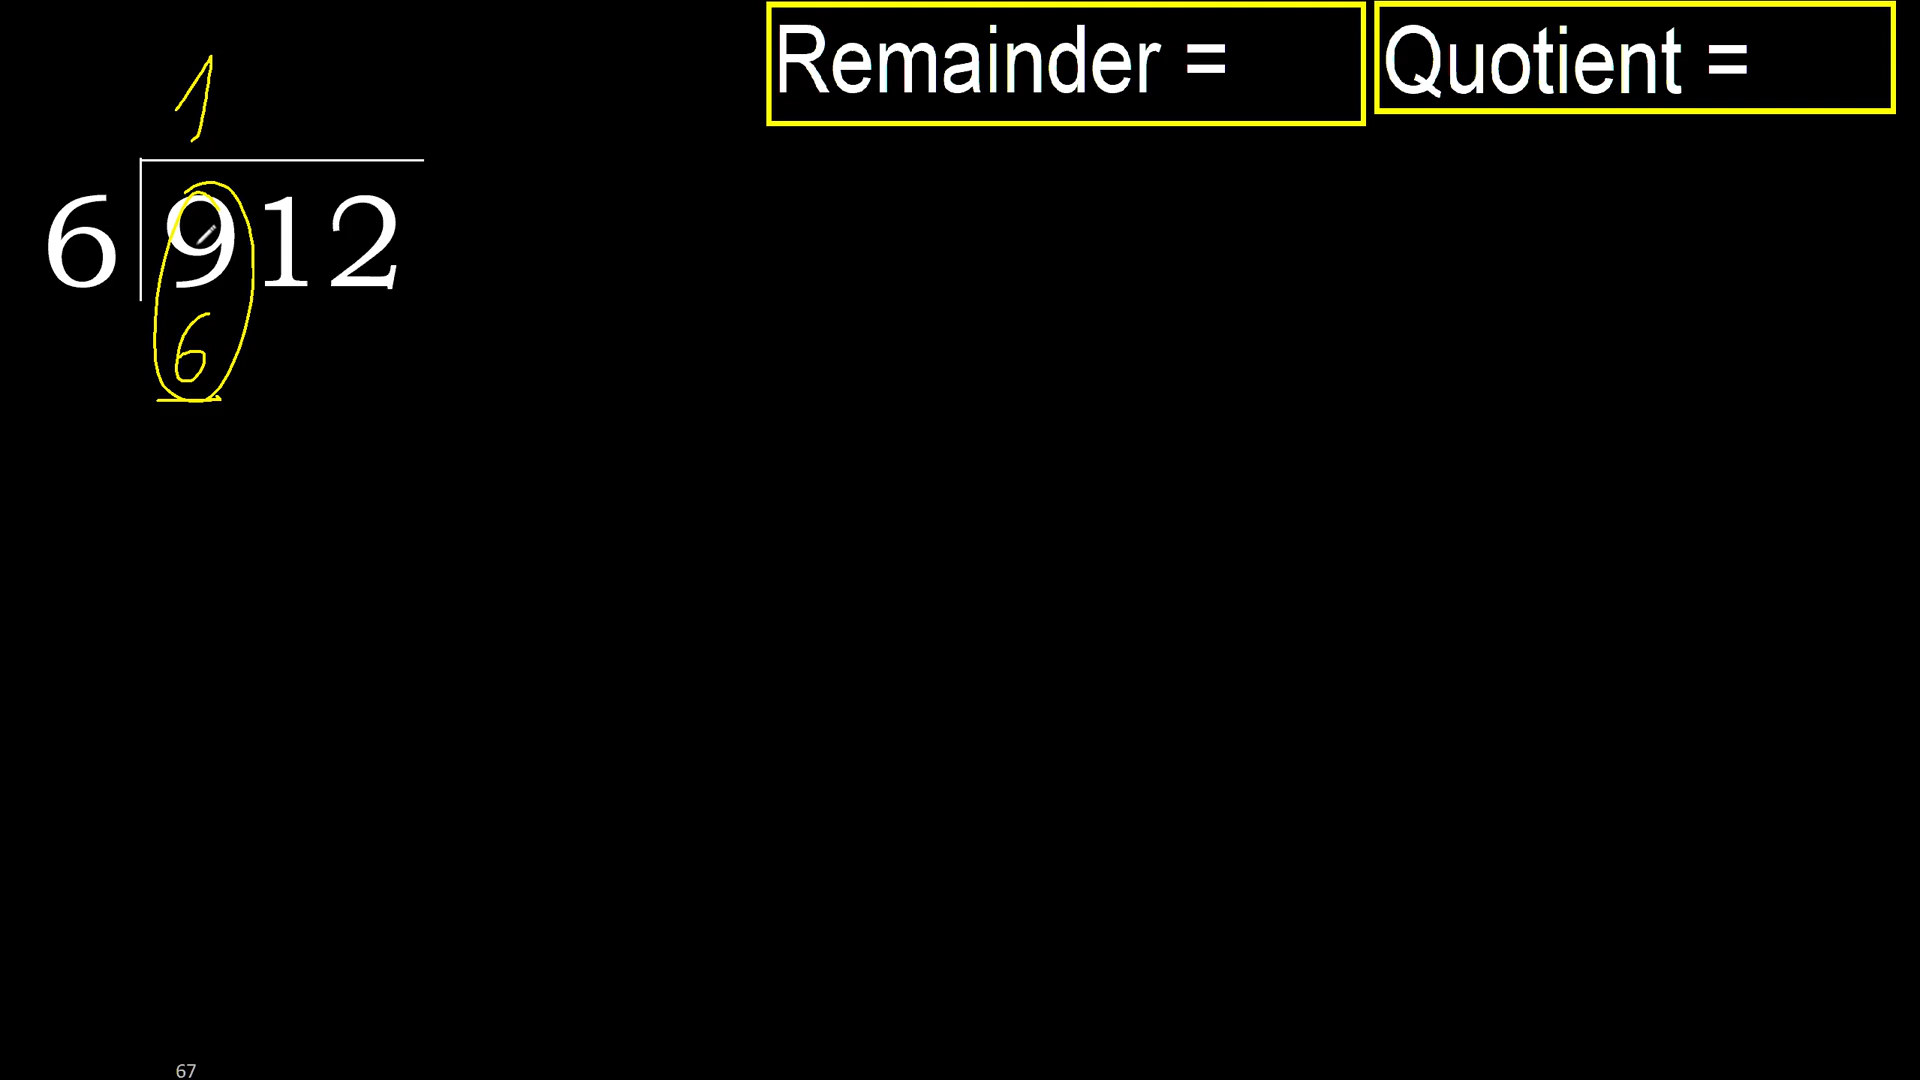 Remainder = Quotient =
1
6 912
6
67